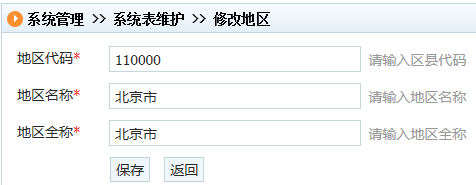 系统管理 >> 系统表维护 >> 修改地区
地区代码* 110000 请输入区县代码
地区名称* 北京市 请输入地区名称
地区全称* 北京市 请输入地区全称
保存 返回